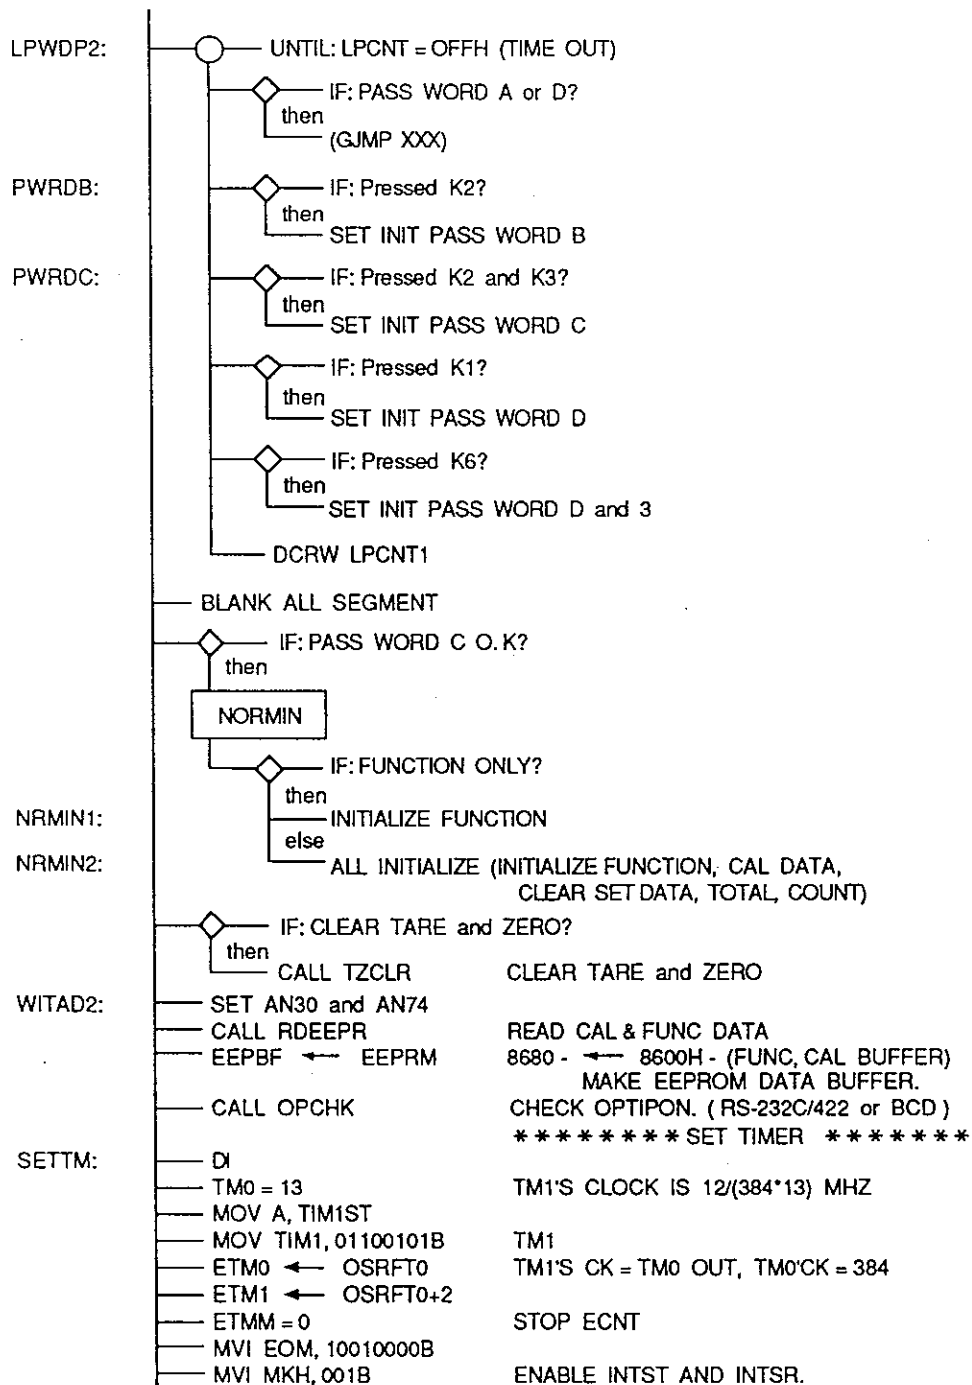 LPWDP2: UNTIL: LPCNT = OFFH (TIME OUT)
IF: PASS WORD A or D?
then
(GJMP XXX)
PWRDB: IF: Pressed K2?
then
SET INIT PASS WORD B
PWRDC: IF: Pressed K2 and K3?
then
SET INIT PASS WORD C
IF: Pressed K1?
then
SET INIT PASS WORD D
IF: Pressed K6?
then
SET INIT PASS WORD D and 3
DCRW LPCNT1
BLANK ALL SEGMENT
IF: PASS WORD C O.K?
then
NORMIN
IF: FUNCTION ONLY?
then
NRMIN1: INITIALIZE FUNCTION
else
NRMIN2: ALL INITIALIZE (INITIALIZE FUNCTION, CAL DATA,
CLEAR SET DATA, TOTAL, COUNT)
IF: CLEAR TARE and ZERO?
then
CALL TZCLR CLEAR TARE and ZERO
WITAD2: SET AN30 and AN74
CALL RDEEPR READ CAL & FUNC DATA
EEPBF ← EEPRM 8680 - ← 8600H - (FUNC, CAL BUFFER)
MAKE EEPROM DATA BUFFER.
CALL OPCHK CHECK OPTIPON. ( RS-232C/422 or BCD )
* * * * * * * * SET TIMER * * * * * * *
SETTM: DI
TM0 = 13 TM1'S CLOCK IS 12/(384*13) MHZ
MOV A, TIM1ST
MOV TIM1, 01100101B TM1
ETM0 ← OSRFT0 TM1'S CK = TM0 OUT, TM0'CK = 384
ETM1 ← OSRFT0+2
ETMM = 0 STOP ECNT
MVI EOM, 10010000B
MVI MKH, 001B ENABLE INTST AND INTSR.